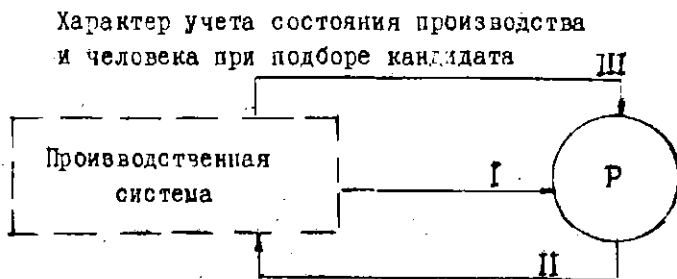 Характер учета состояния производства
и человека при подборе кандидата
III
Производственная
система
I
Р
II